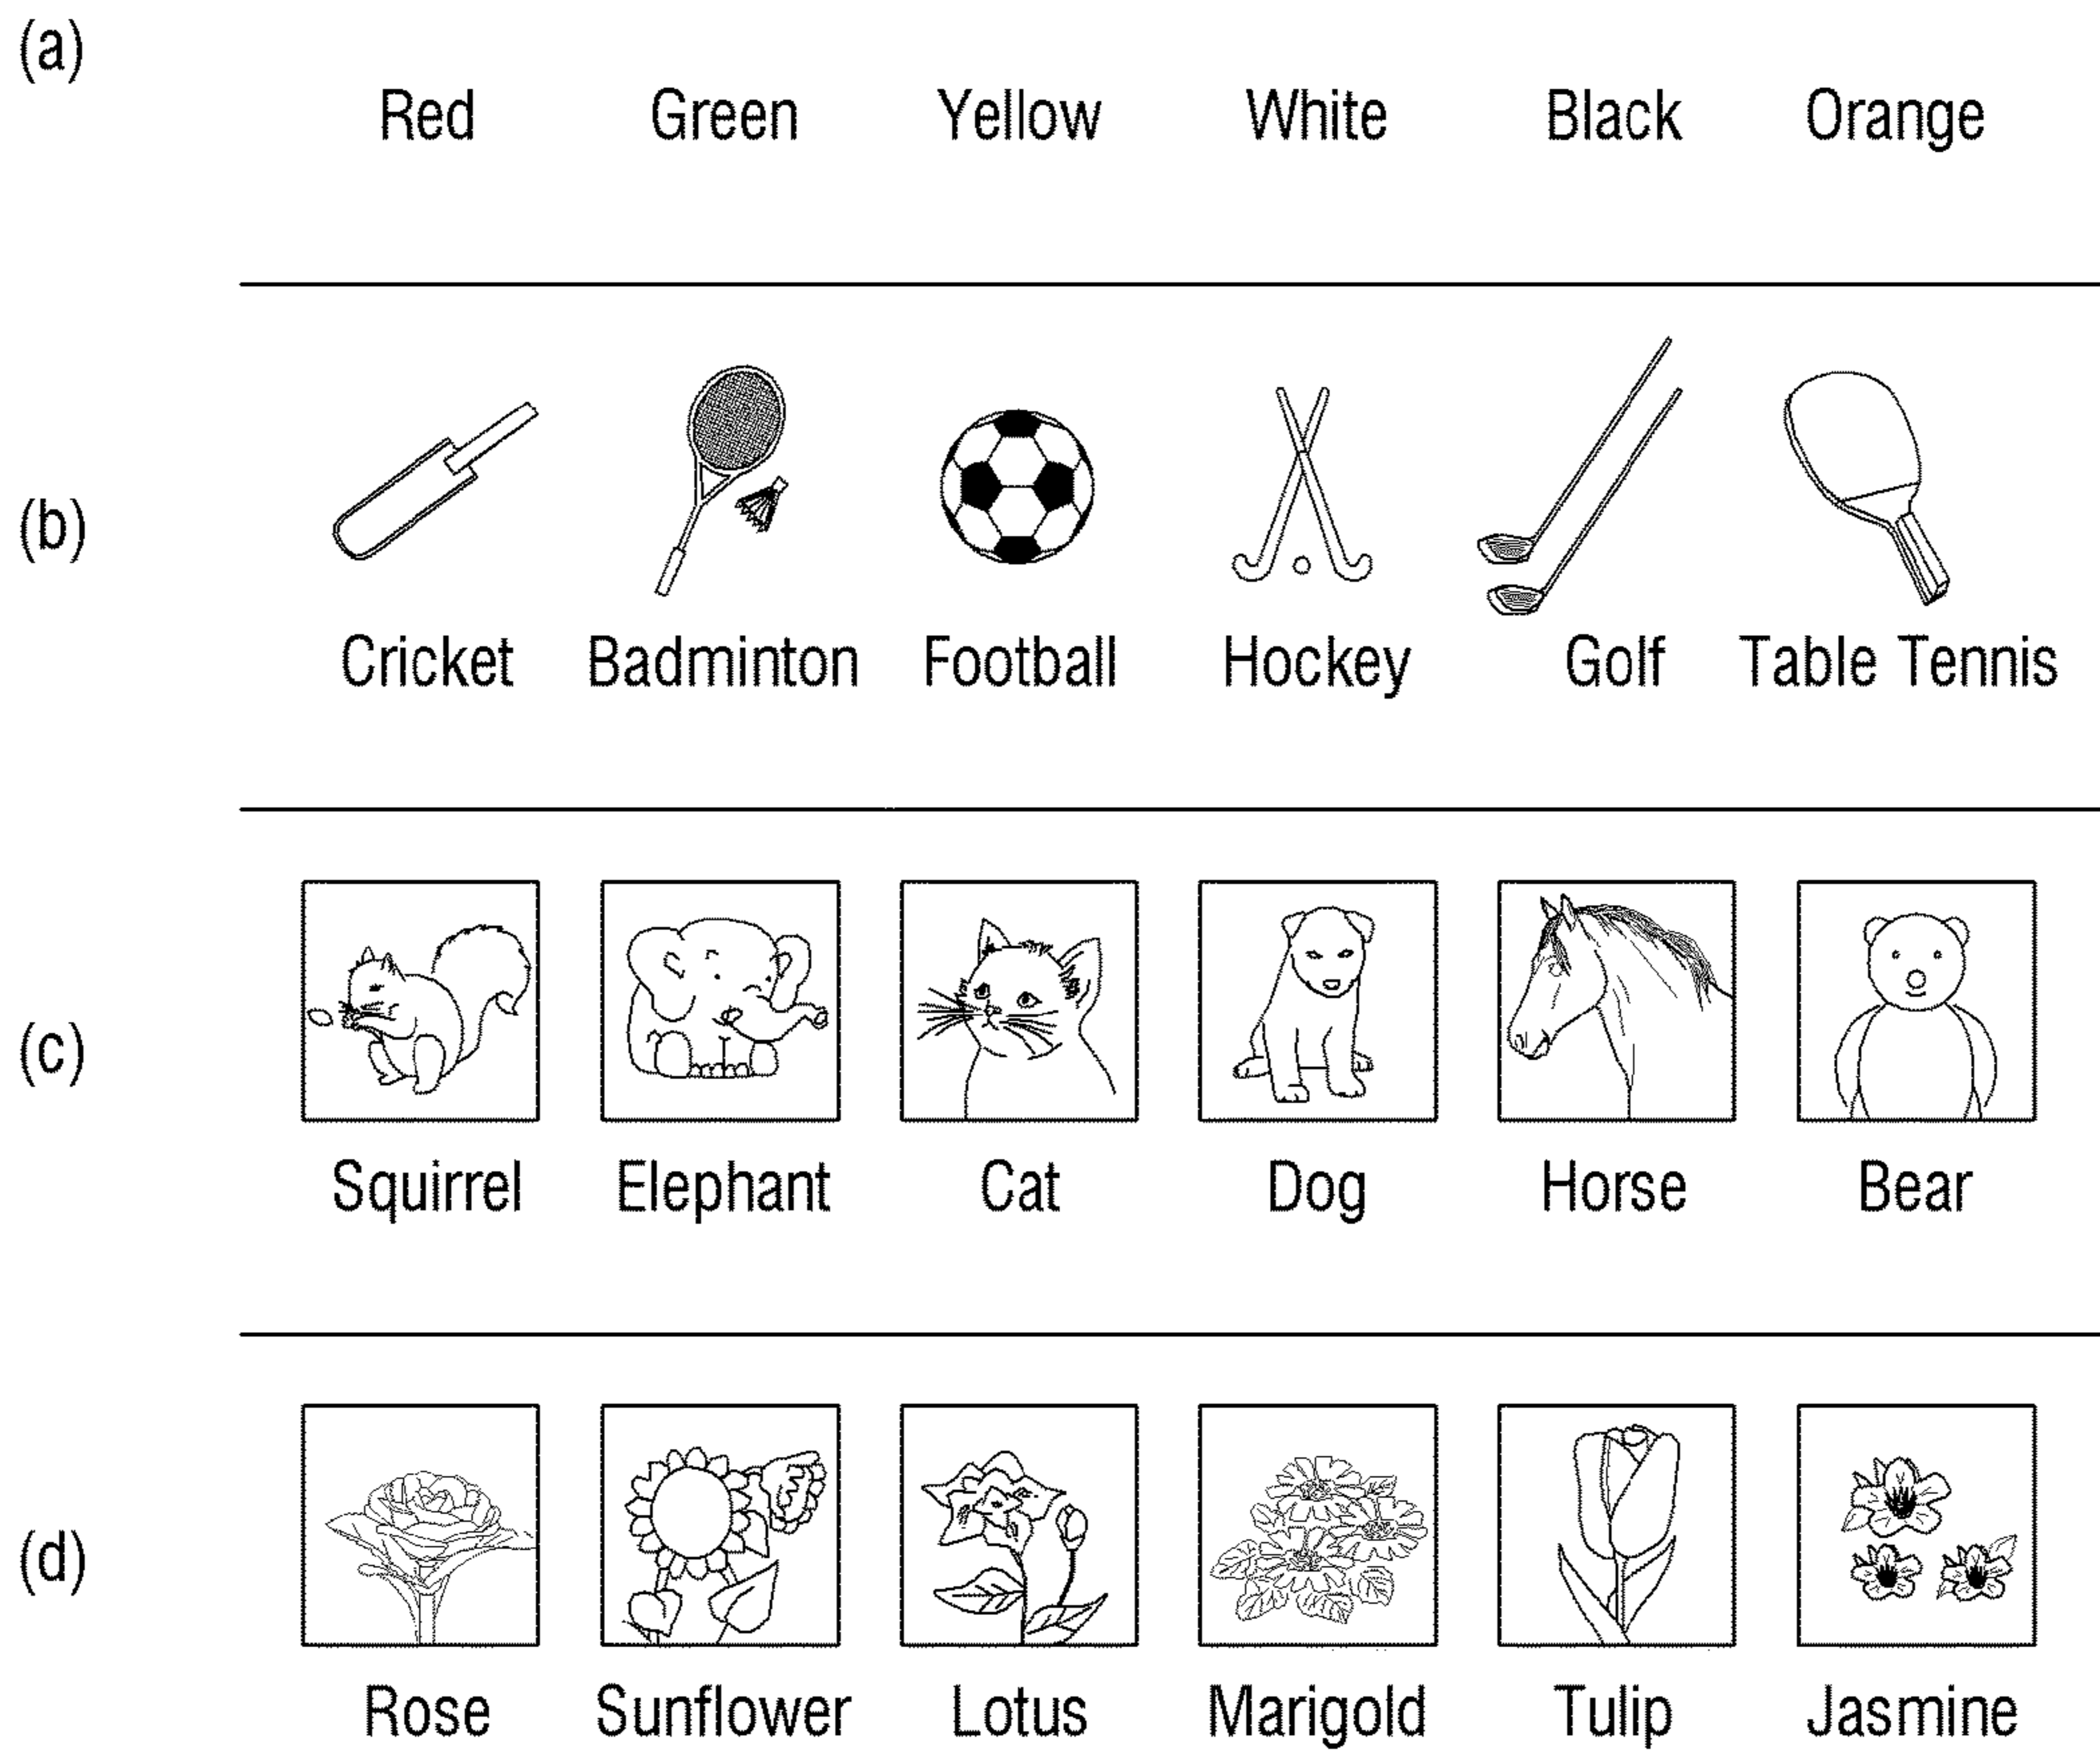 (a)
Red Green Yellow White Black Orange
(b)
Cricket Badminton Football Hockey Golf Table Tennis
(c)
Squirrel Elephant Cat Dog Horse Bear
(d)
Rose Sunflower Lotus Marigold Tulip Jasmine